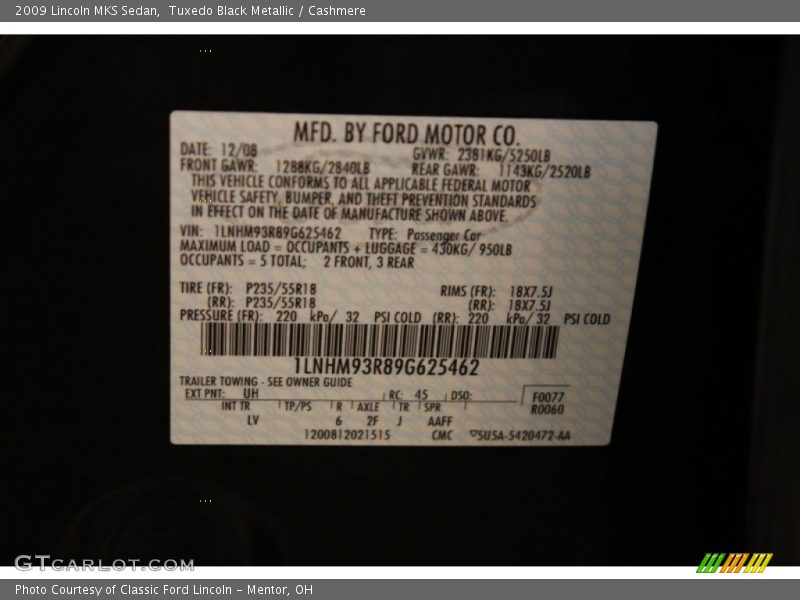 2009 Lincoln MKS Sedan,  Tuxedo Black Metallic / Cashmere
MFD. BY FORD MOTOR CO.
DATE: 12/08 GVWR: 2381KG/5250LB
FRONT GAWR: 1288KG/2840LB REAR GAWR: 1143KG/2520LB
THIS VEHICLE CONFORMS TO ALL APPLICABLE FEDERAL MOTOR
VEHICLE SAFETY, BUMPER, AND THEFT PREVENTION STANDARDS
IN EFFECT ON THE DATE OF MANUFACTURE SHOWN ABOVE.
VIN: 1LNHM93R89G625462 TYPE: Passenger Car
MAXIMUM LOAD = OCCUPANTS + LUGGAGE = 430KG/ 950LB
OCCUPANTS = 5 TOTAL; 2 FRONT, 3 REAR
TIRE (FR): P235/55R18 RIMS (FR): 18X7.5J
(RR): P235/55R18 (RR): 18X7.5J
PRESSURE (FR): 220 kPa/ 32 PSI COLD (RR): 220 kPa/ 32 PSI COLD
1LNHM93R89G625462
TRAILER TOWING - SEE OWNER GUIDE
EXT PNT: UH RC: 45 DSO: F0077
INT TR TP/PS R AXLE TR SPR R0060
LV 6 2F J AAFF
1200812021515 CMC 5U5A-5420472-AA
GTCARLOT.COM
Photo Courtesy of Classic Ford Lincoln - Mentor, OH